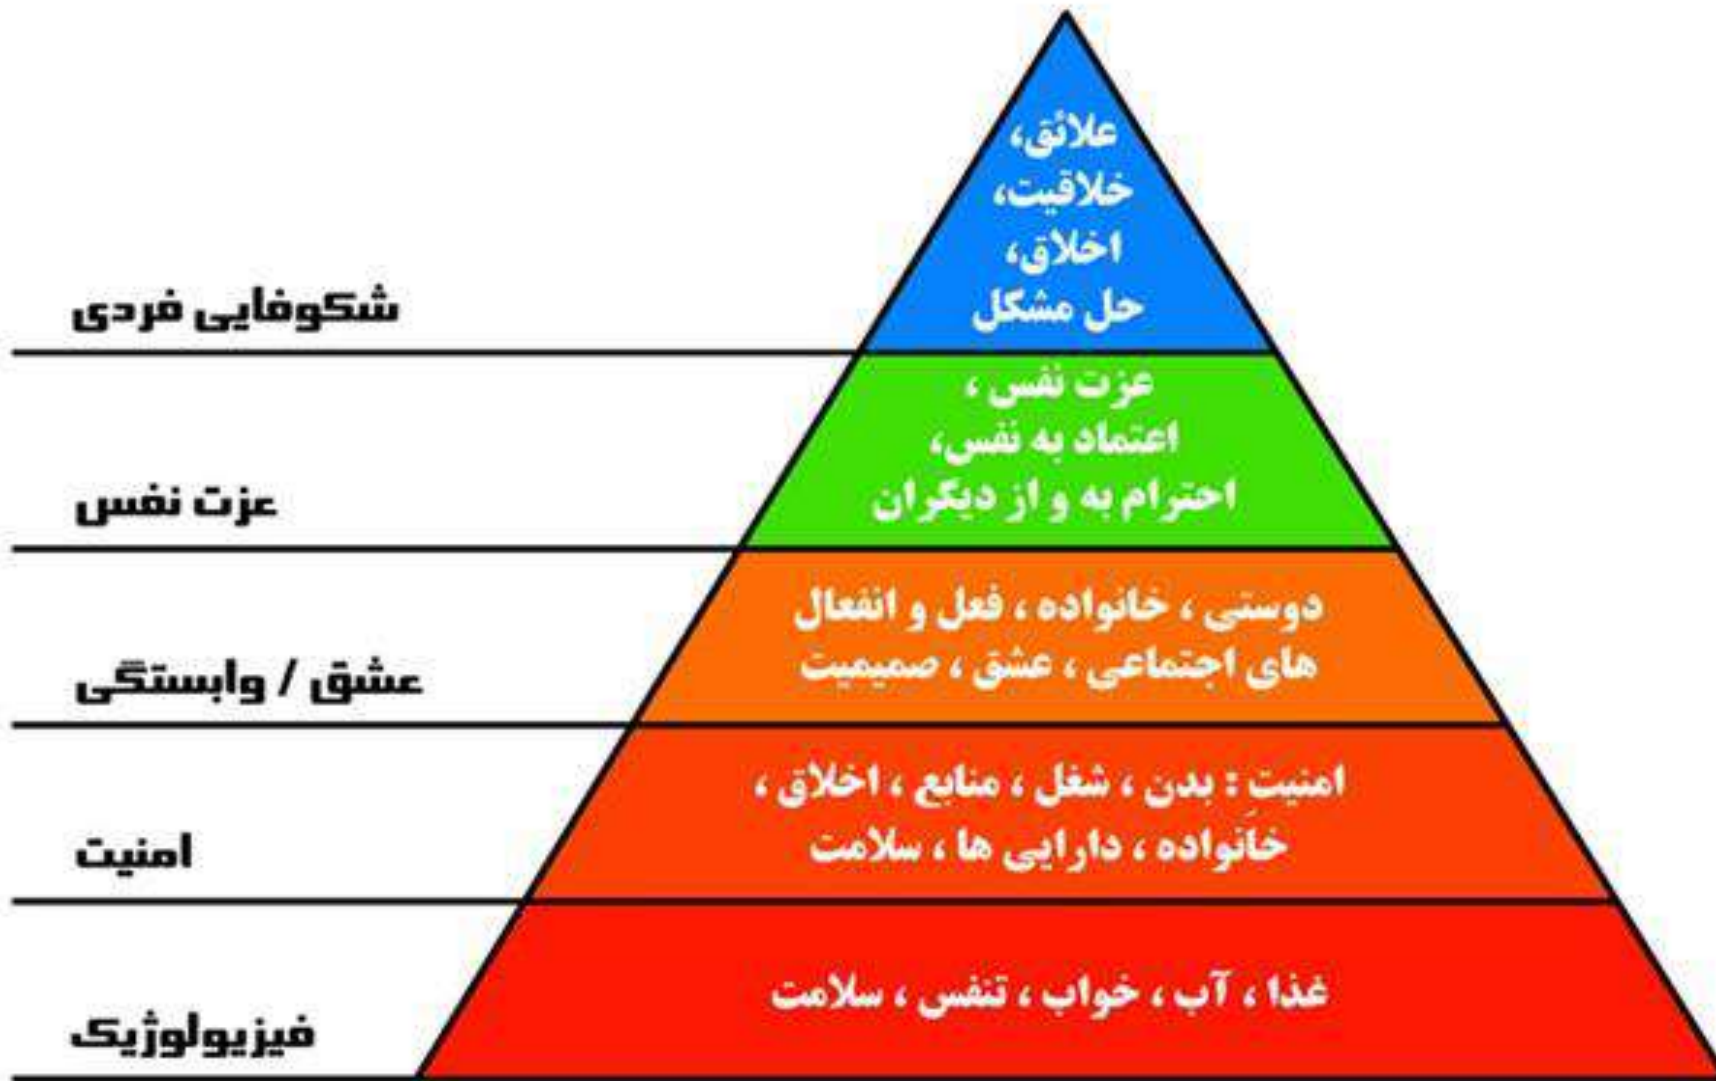 علائق،
خلاقیت،
اخلاق،
حل مشکل
شکوفایی فردی
عزت نفس ،
اعتماد به نفس،
احترام به و از دیگران
عزت نفس
دوستی ، خانواده ، فعل و انفعال
های اجتماعی ، عشق ، صمیمیت
عشق / وابستگی
امنیت : بدن ، شغل ، منابع ، اخلاق ،
خانواده ، دارایی ها ، سلامت
امنیت
غذا ، آب ، خواب ، تنفس ، سلامت
فیزیولوژیک